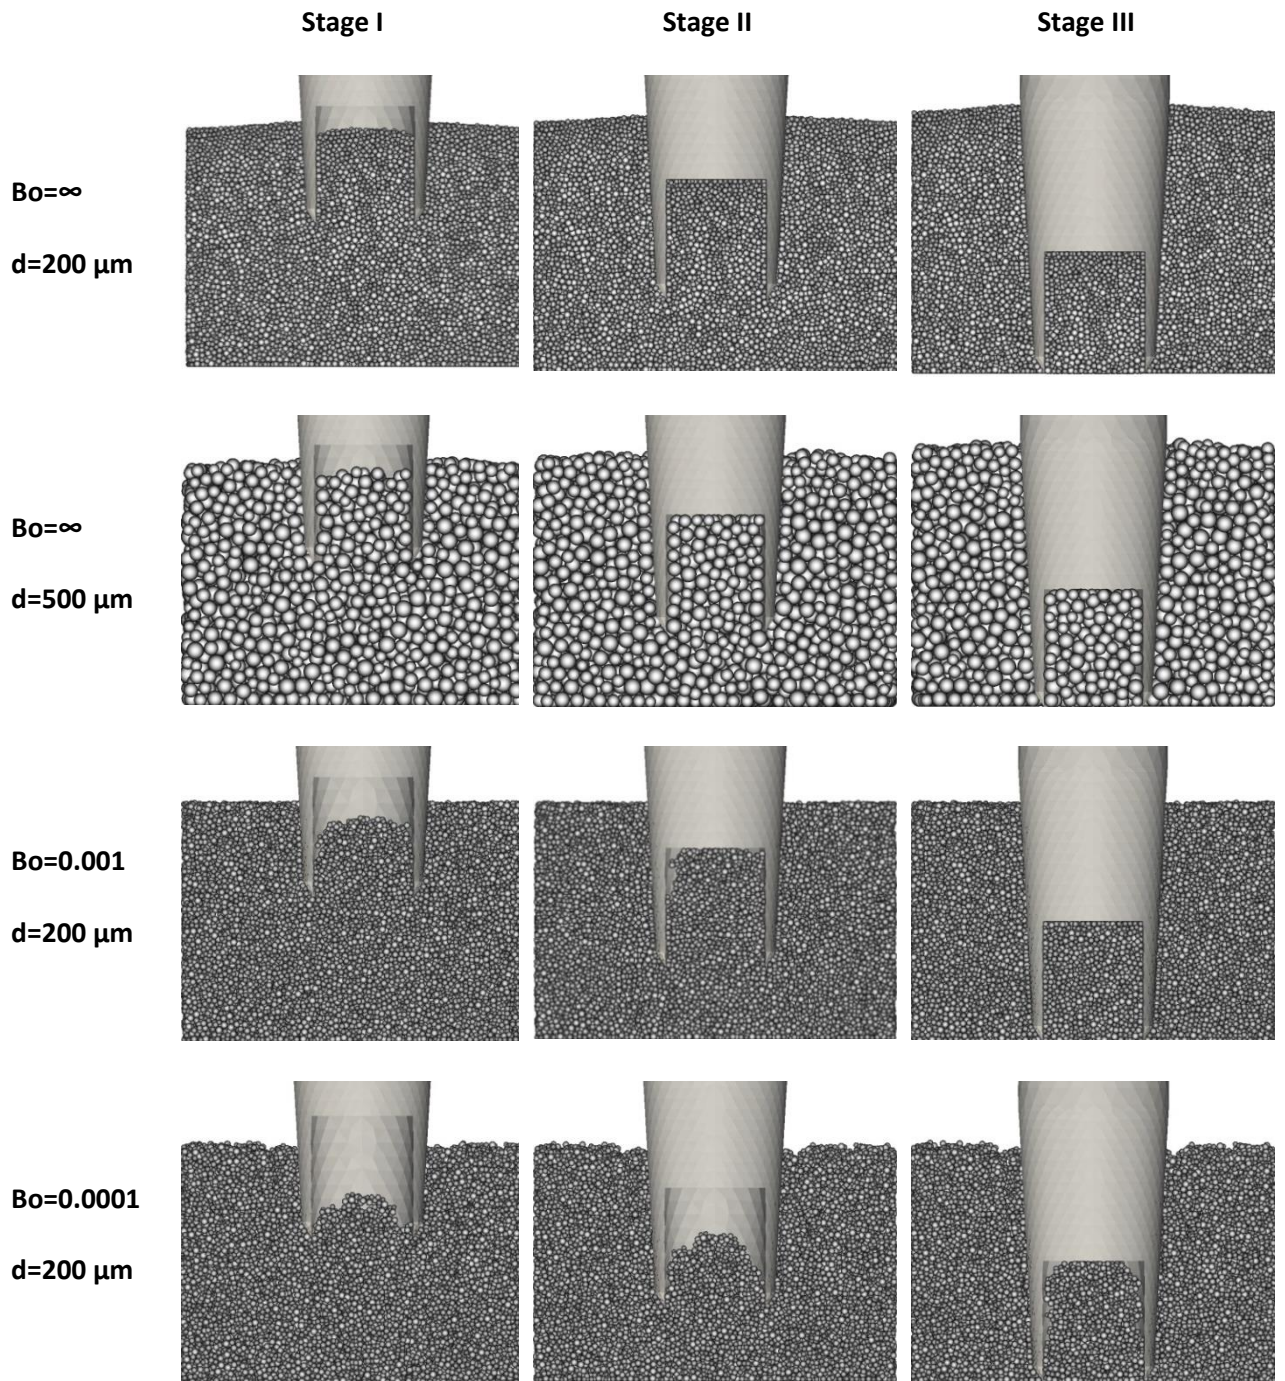 Stage I Stage II Stage III
Bo=∞
d=200 µm
Bo=∞
d=500 µm
Bo=0.001
d=200 µm
Bo=0.0001
d=200 µm